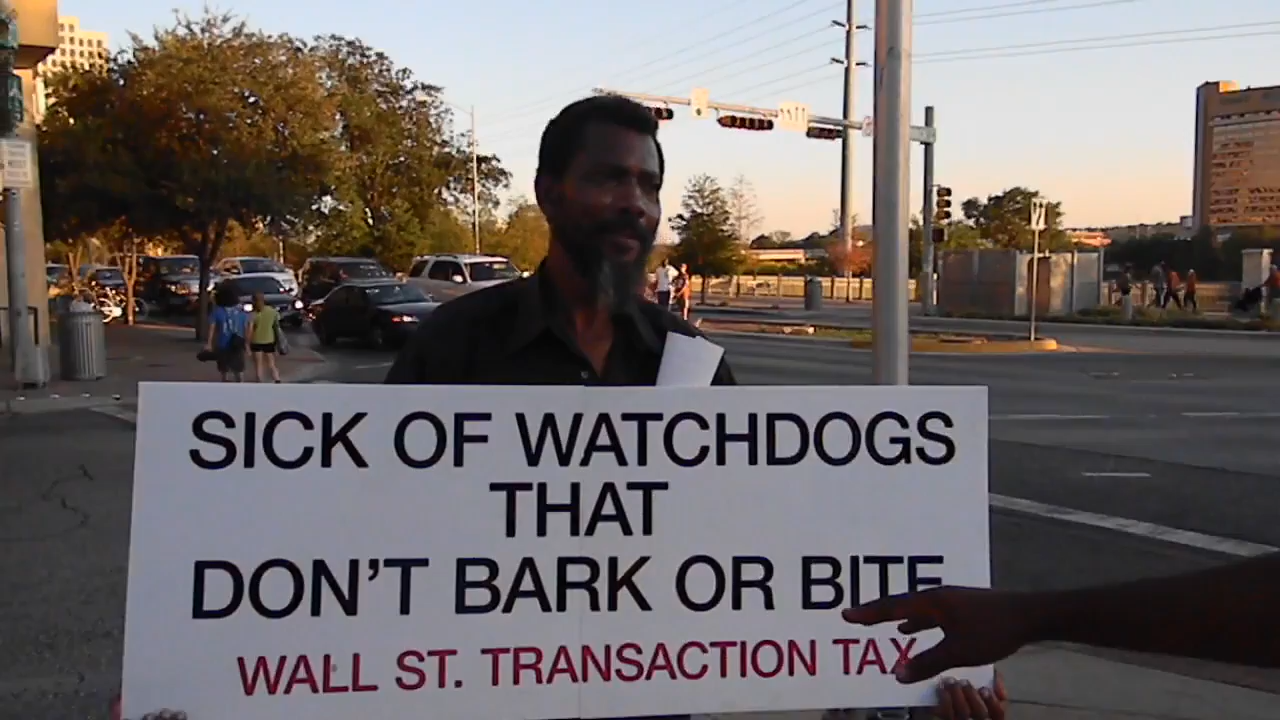 SICK OF WATCHDOGS
THAT
DON'T BARK OR BITE
WALL ST. TRANSACTION TAX